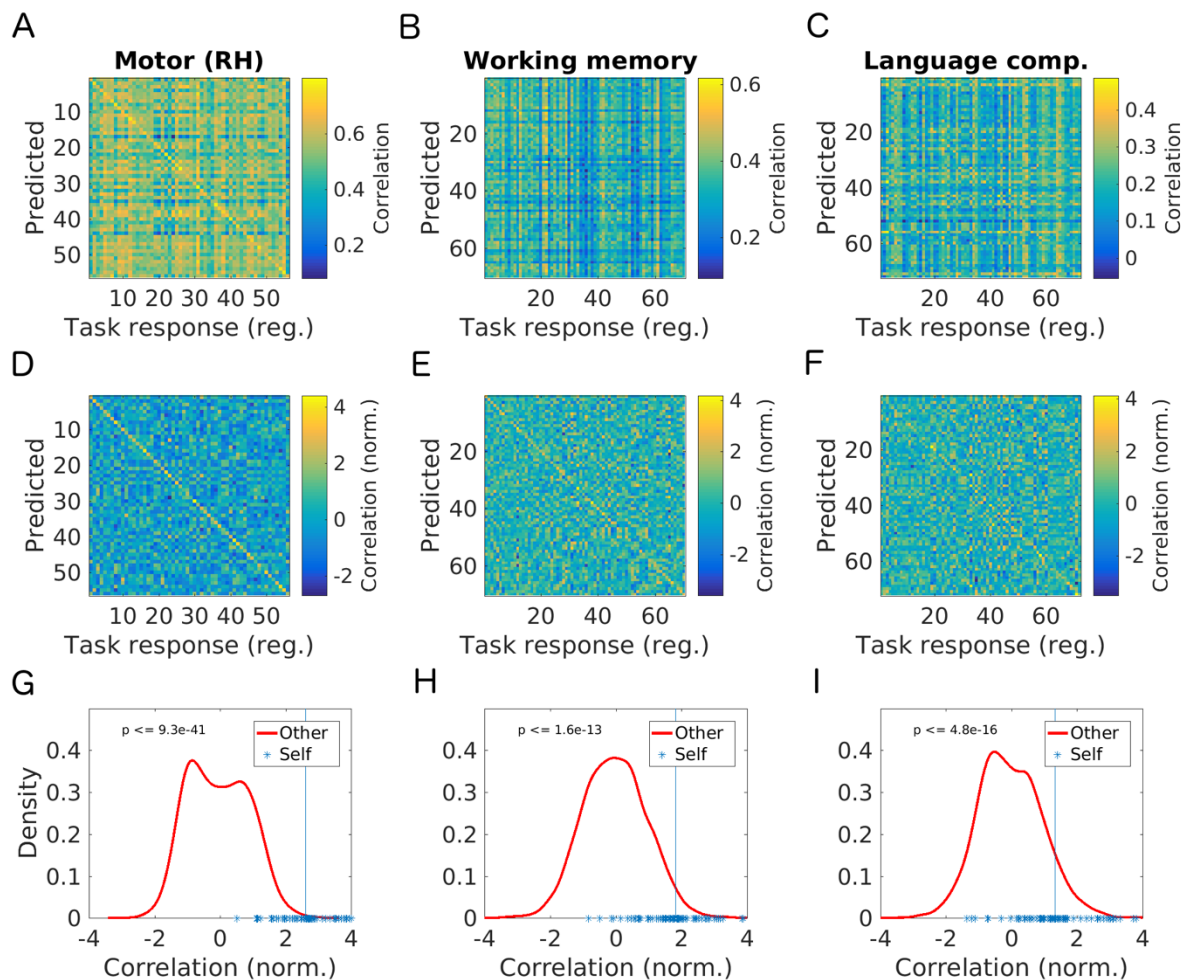 A
B
C
Motor (RH)
Working memory
Language comp.
Predicted
10
20
30
40
50
10 20 30 40 50
Task response (reg.)
0.6
0.4
0.2
Correlation
Predicted
20
40
60
20 40 60
Task response (reg.)
0.6
0.4
0.2
Correlation
Predicted
20
40
60
20 40 60
Task response (reg.)
0.4
0.3
0.2
0.1
0
Correlation
D
E
F
Predicted
10
20
30
40
50
10 20 30 40 50
Task response (reg.)
4
2
0
-2
Correlation (norm.)
Predicted
20
40
60
20 40 60
Task response (reg.)
4
2
0
-2
Correlation (norm.)
Predicted
20
40
60
20 40 60
Task response (reg.)
4
2
0
-2
Correlation (norm.)
G
H
I
Density
0.4
0.3
0.2
0.1
0
p <= 9.3e-41
Other
Self
-4 -2 0 2 4
Correlation (norm.)
0.4
0.3
0.2
0.1
0
p <= 1.6e-13
Other
Self
-4 -2 0 2 4
Correlation (norm.)
0.4
0.3
0.2
0.1
0
p <= 4.8e-16
Other
Self
-4 -2 0 2 4
Correlation (norm.)